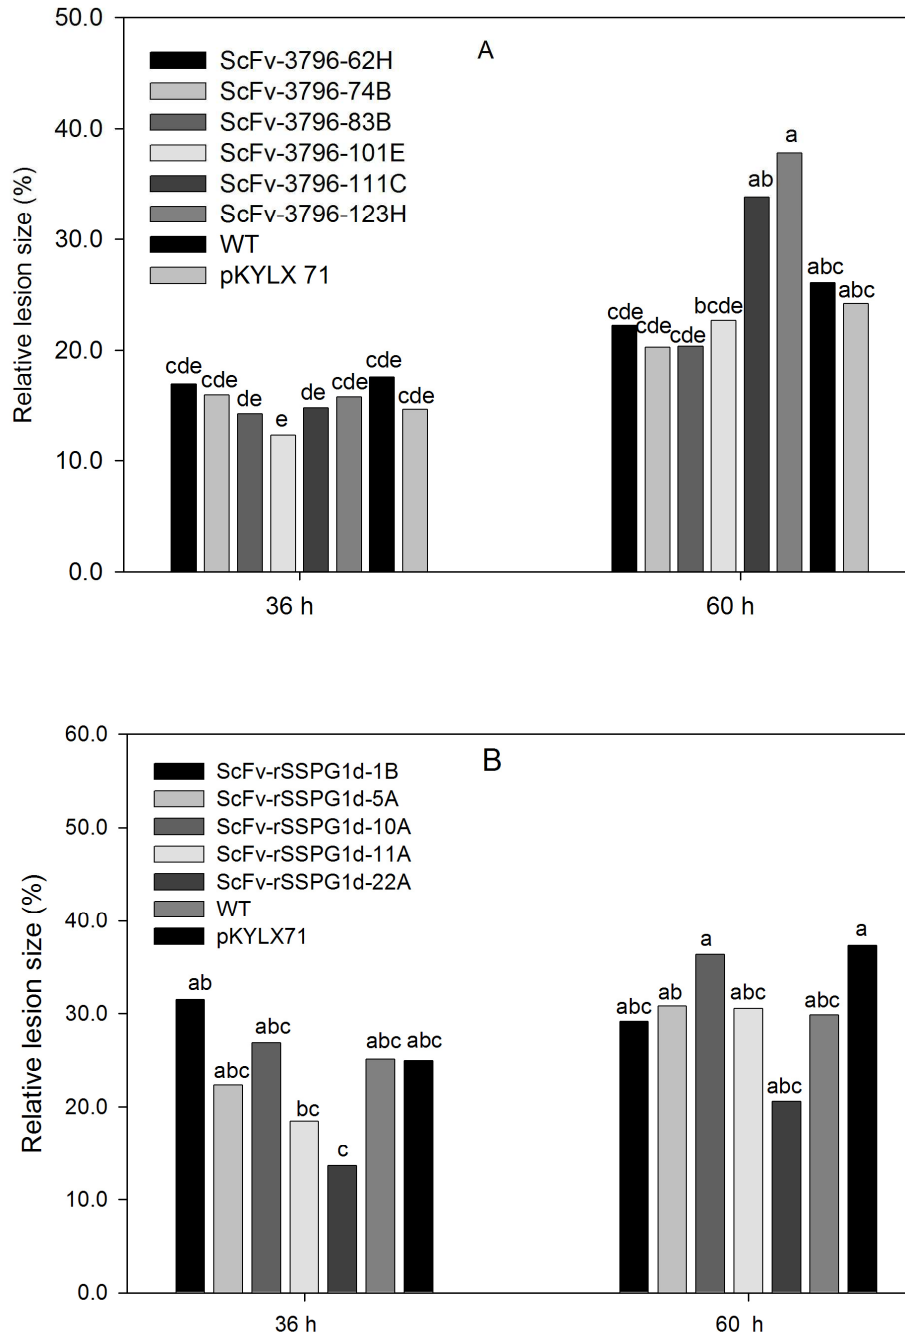 50.0
A
ScFv-3796-62H
ScFv-3796-74B
ScFv-3796-83B
ScFv-3796-101E
ScFv-3796-111C
ScFv-3796-123H
WT
pKYLX 71
40.0
30.0
20.0
10.0
0.0
Relative lesion size (%)
cde cde de e de cde cde cde
cde cde cde bcde ab a abc abc
36 h
60 h
60.0
B
ScFv-rSSPG1d-1B
ScFv-rSSPG1d-5A
ScFv-rSSPG1d-10A
ScFv-rSSPG1d-11A
ScFv-rSSPG1d-22A
WT
pKYLX71
50.0
40.0
30.0
20.0
10.0
0.0
Relative lesion size (%)
ab abc abc bc c abc abc
abc ab a abc abc abc a
36 h
60 h